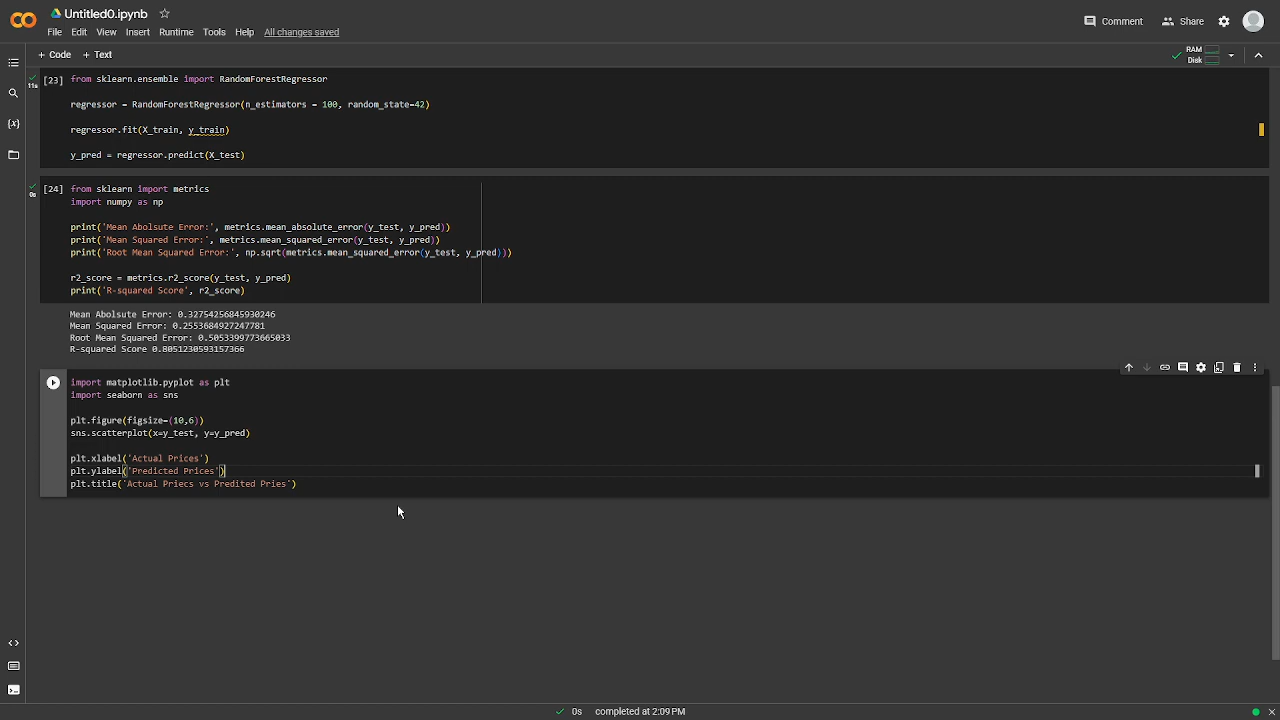 Untitled0.ipynb
Comment
Share
File Edit View Insert Runtime Tools Help All changes saved
+ Code + Text
RAM
Disk
11s
[23] from sklearn.ensemble import RandomForestRegressor
regressor = RandomForestRegressor(n_estimators = 100, random_state=42)
regressor.fit(X_train, y_train)
y_pred = regressor.predict(X_test)
0s
[24] from sklearn import metrics
import numpy as np
print('Mean Abolsute Error:', metrics.mean_absolute_error(y_test, y_pred))
print('Mean Squared Error:', metrics.mean_squared_error(y_test, y_pred))
print('Root Mean Squared Error:', np.sqrt(metrics.mean_squared_error(y_test, y_pred)))
r2_score = metrics.r2_score(y_test, y_pred)
print('R-squared Score', r2_score)
Mean Abolsute Error: 0.32754256845930246
Mean Squared Error: 0.2553684927247781
Root Mean Squared Error: 0.5053399773665033
R-squared Score 0.8051230593157366
import matplotlib.pyplot as plt
import seaborn as sns
plt.figure(figsize=(10,6))
sns.scatterplot(x=y_test, y=y_pred)
plt.xlabel('Actual Prices')
plt.ylabel('Predicted Prices')
plt.title('Actual Priecs vs Predited Pries')
0s completed at 2:09 PM